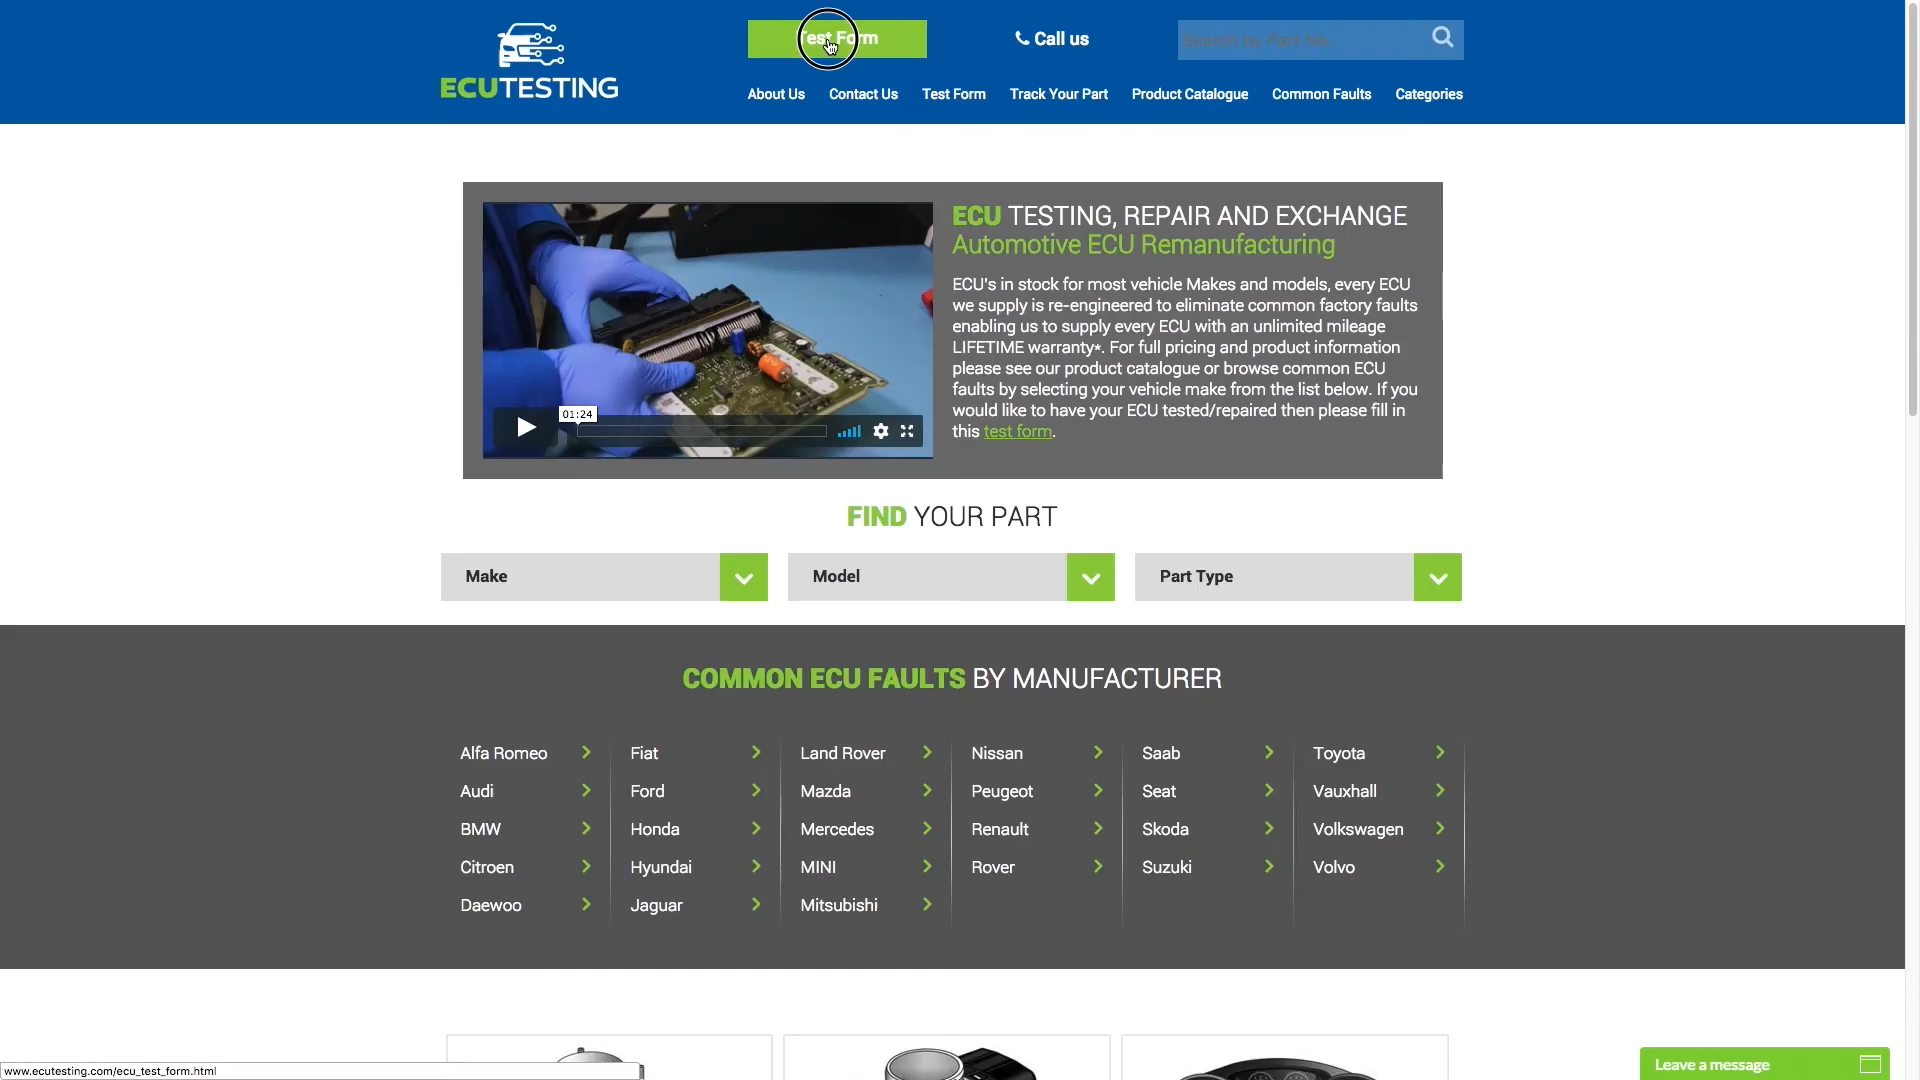 ECUTESTING
Test Form
Call us
Search by Part No.
About Us
Contact Us
Test Form
Track Your Part
Product Catalogue
Common Faults
Categories
ECU TESTING, REPAIR AND EXCHANGE
Automotive ECU Remanufacturing
ECU's in stock for most vehicle Makes and models, every ECU
we supply is re-engineered to eliminate common factory faults
enabling us to supply every ECU with an unlimited mileage
LIFETIME warranty*. For full pricing and product information
please see our product catalogue or browse common ECU
faults by selecting your vehicle make from the list below. If you
would like to have your ECU tested/repaired then please fill in
this test form.
01:24
FIND YOUR PART
Make
Model
Part Type
COMMON ECU FAULTS BY MANUFACTURER
Alfa Romeo
Audi
BMW
Citroen
Daewoo
Fiat
Ford
Honda
Hyundai
Jaguar
Land Rover
Mazda
Mercedes
MINI
Mitsubishi
Nissan
Peugeot
Renault
Rover
Saab
Seat
Skoda
Suzuki
Toyota
Vauxhall
Volkswagen
Volvo
Leave a message
www.ecutesting.com/ecu_test_form.html